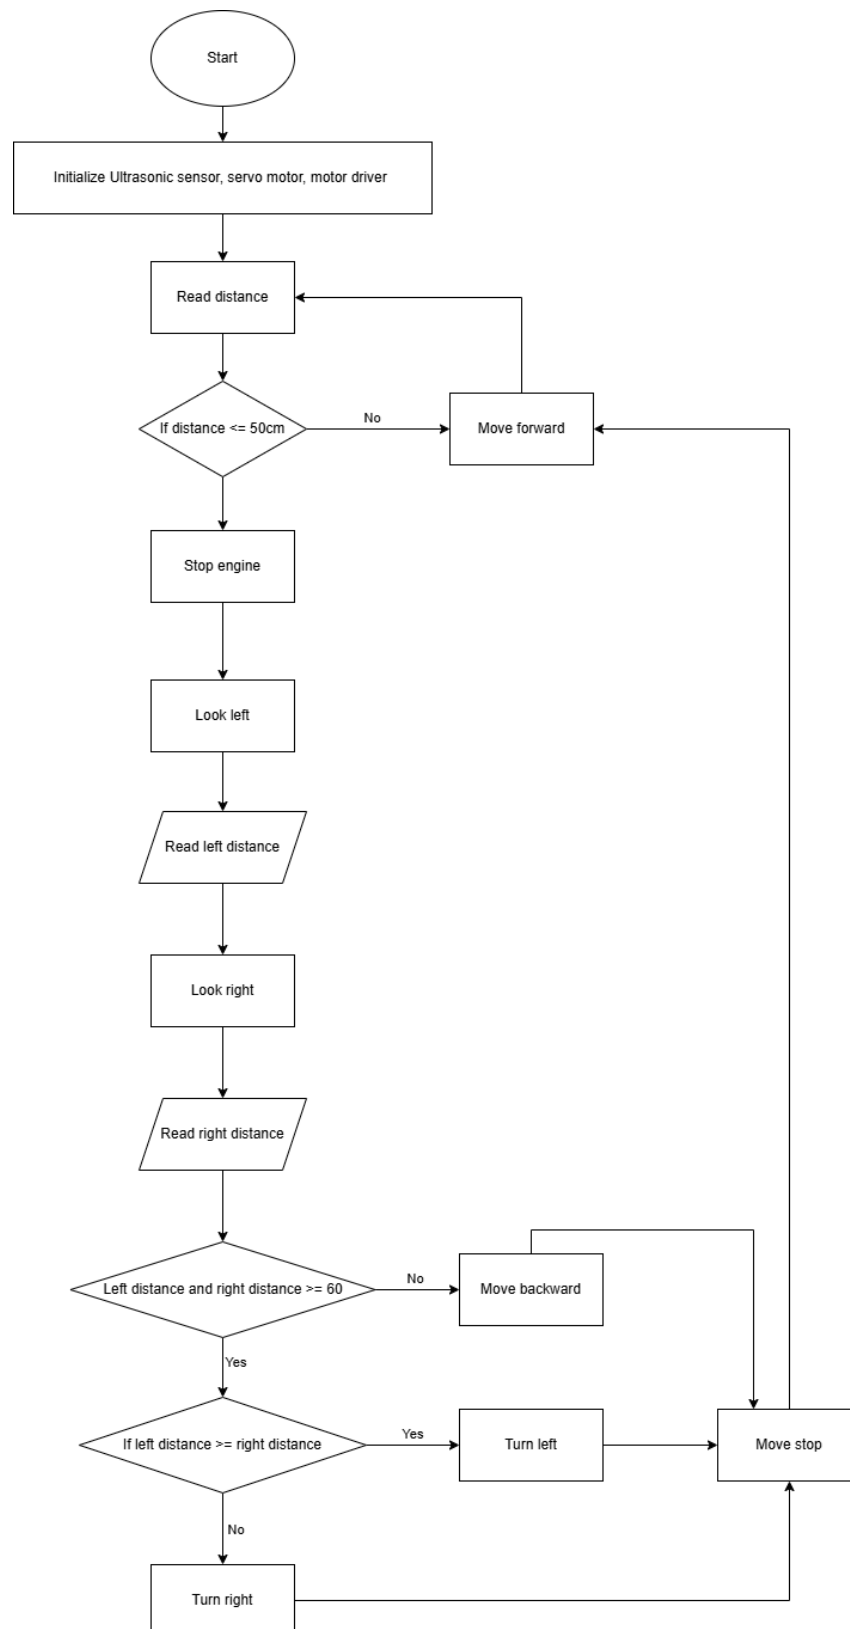 Start
Initialize Ultrasonic sensor, servo motor, motor driver
Read distance
If distance <= 50cm
No
Move forward
Stop engine
Look left
Read left distance
Look right
Read right distance
Left distance and right distance >= 60
No
Move backward
Yes
If left distance >= right distance
Yes
Turn left
Move stop
No
Turn right